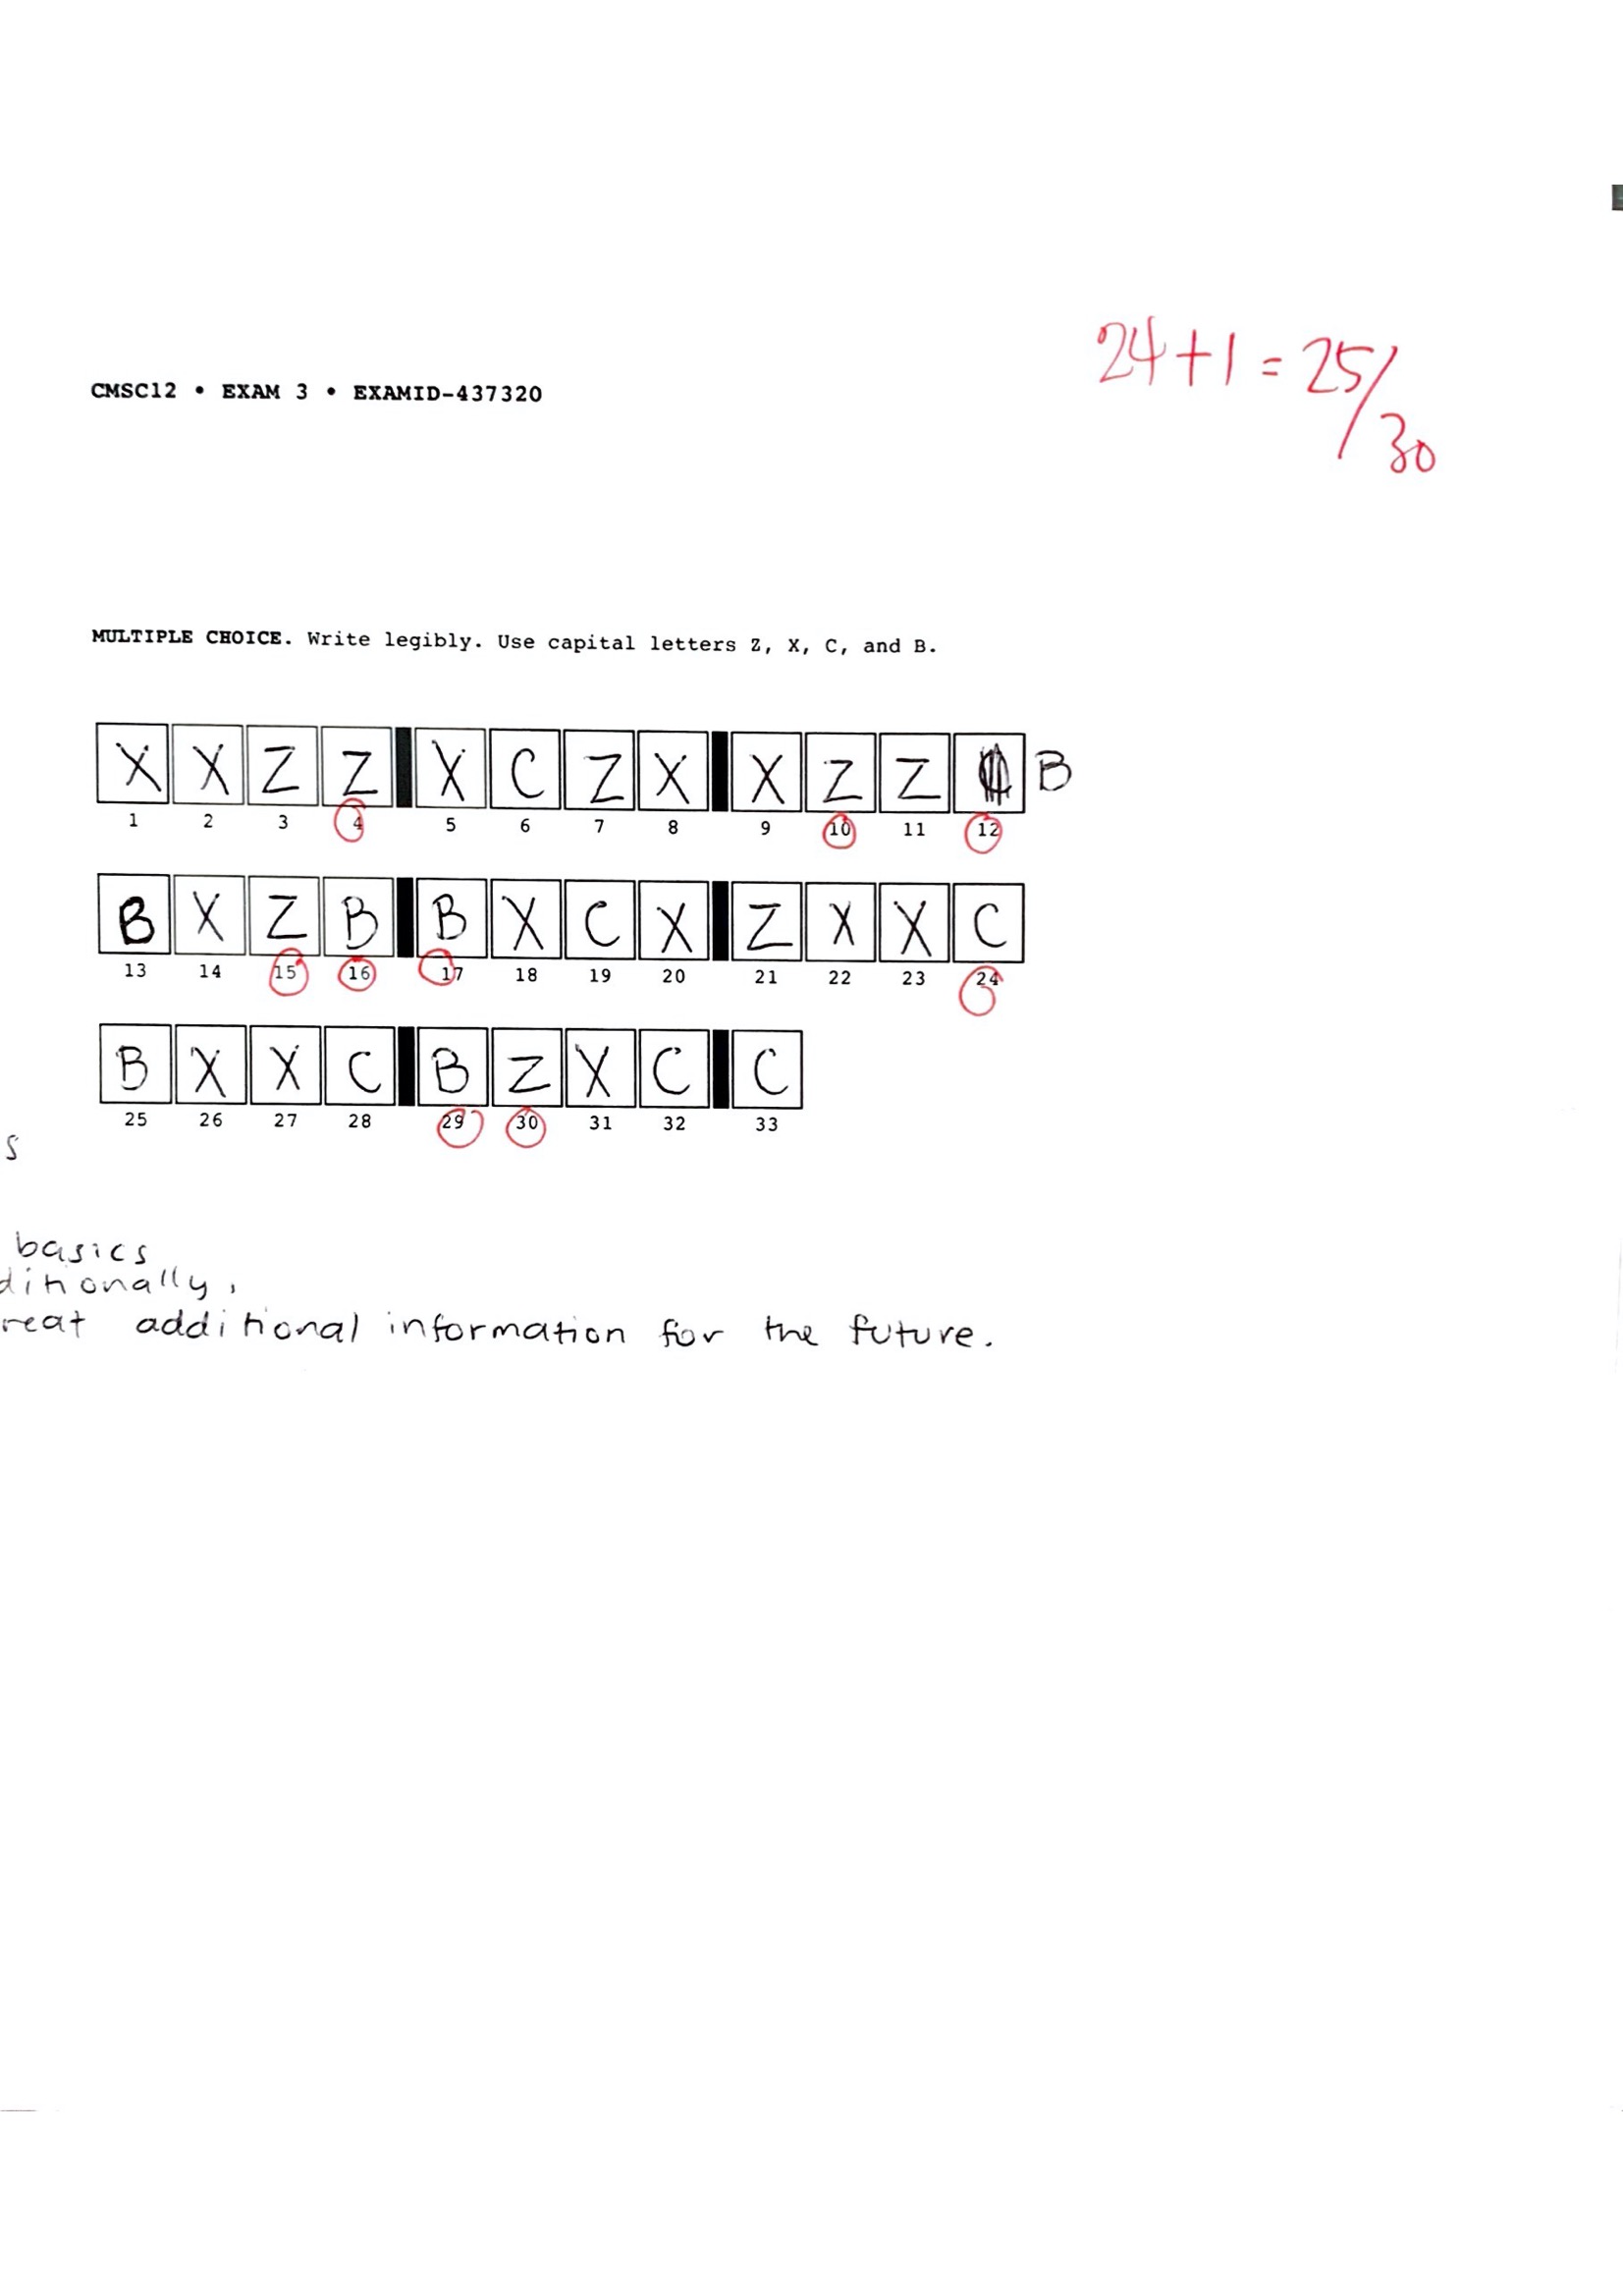 24+1 = 25/30
CMSC12 • EXAM 3 • EXAMID-437320
MULTIPLE CHOICE. Write legibly. Use capital letters Z, X, C, and B.
X X Z Z X C Z X X Z Z B
1 2 3 4 5 6 7 8 9 10 11 12
B X Z B B X C X Z X X C
13 14 15 16 17 18 19 20 21 22 23 24
B X X C B Z X C C
25 26 27 28 29 30 31 32 33
s
basics
ditionally,
reat additional information for the future.